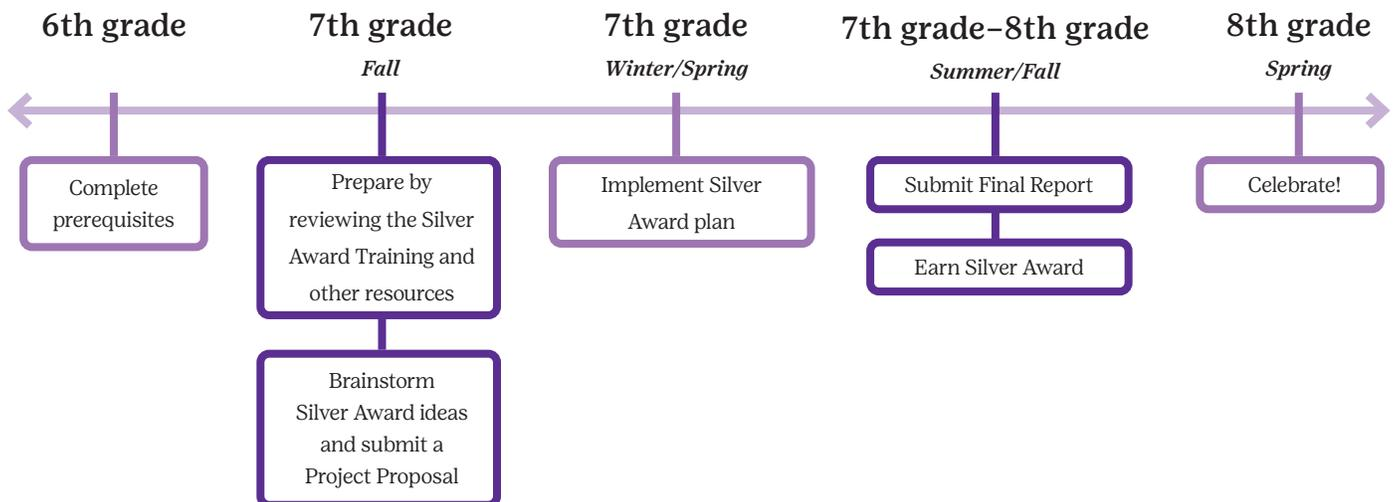 6th grade
7th grade
Fall
7th grade
Winter/Spring
7th grade–8th grade
Summer/Fall
8th grade
Spring
Complete
prerequisites
Prepare by
reviewing the Silver
Award Training and
other resources
Brainstorm
Silver Award ideas
and submit a
Project Proposal
Implement Silver
Award plan
Submit Final Report
Earn Silver Award
Celebrate!